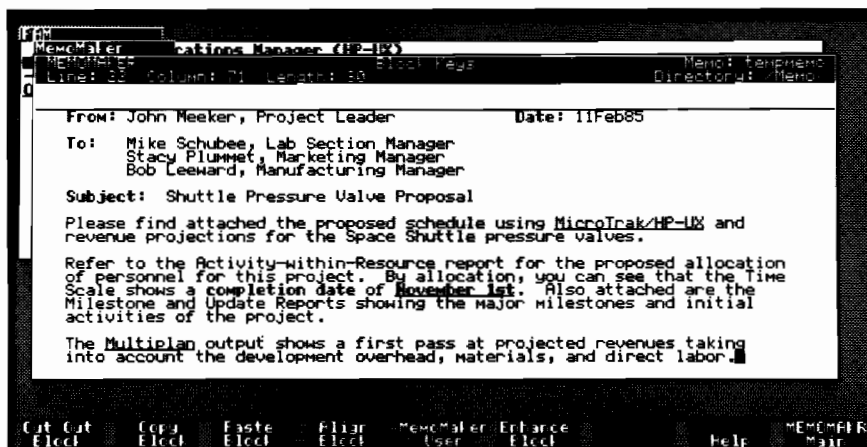 PAM
MemoMaker
cations Manager (HP-UX)
MEMOMAKER Block Keys Memo: tempmemo
Line: 23 Column: 71 Length: 80 Directory: /Memo
From: John Meeker, Project Leader Date: 11Feb85
To: Mike Schubee, Lab Section Manager
Stacy Plummet, Marketing Manager
Bob Leeward, Manufacturing Manager
Subject: Shuttle Pressure Valve Proposal
Please find attached the proposed schedule using MicroTrak/HP-UX and
revenue projections for the Space Shuttle pressure valves.
Refer to the Activity-within-Resource report for the proposed allocation
of personnel for this project. By allocation, you can see that the Time
Scale shows a completion date of November 1st. Also attached are the
Milestone and Update Reports showing the major milestones and initial
activities of the project.
The Multiplan output shows a first pass at projected revenues taking
into account the development overhead, materials, and direct labor.
Cut Out Copy Paste Align MemoMaker Enhance MEMOMAKR
Block Block Block Block User Block Help Main